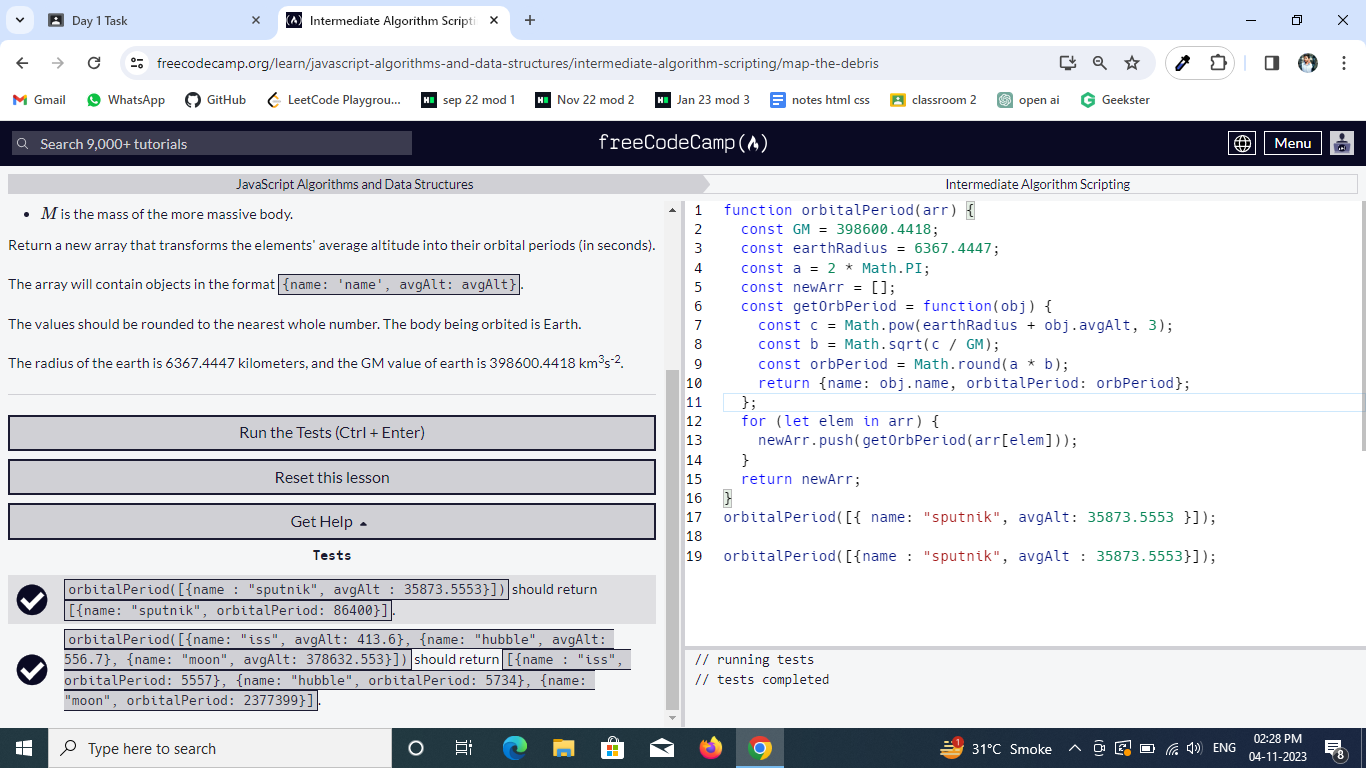 Day 1 Task
Intermediate Algorithm Scripti
freecodecamp.org/learn/javascript-algorithms-and-data-structures/intermediate-algorithm-scripting/map-the-debris
Gmail WhatsApp GitHub LeetCode Playgrou... sep 22 mod 1 Nov 22 mod 2 Jan 23 mod 3 notes html css classroom 2 open ai Geekster
Search 9,000+ tutorials
freeCodeCamp
Menu
JavaScript Algorithms and Data Structures
Intermediate Algorithm Scripting
• M is the mass of the more massive body.
Return a new array that transforms the elements' average altitude into their orbital periods (in seconds).
The array will contain objects in the format {name: 'name', avgAlt: avgAlt}.
The values should be rounded to the nearest whole number. The body being orbited is Earth.
The radius of the earth is 6367.4447 kilometers, and the GM value of earth is 398600.4418 km³s⁻².
Run the Tests (Ctrl + Enter)
Reset this lesson
Get Help
Tests
orbitalPeriod([{name : "sputnik", avgAlt : 35873.5553}]) should return
[{name: "sputnik", orbitalPeriod: 86400}].
orbitalPeriod([{name: "iss", avgAlt: 413.6}, {name: "hubble", avgAlt:
556.7}, {name: "moon", avgAlt: 378632.553}]) should return [{name : "iss",
orbitalPeriod: 5557}, {name: "hubble", orbitalPeriod: 5734}, {name:
"moon", orbitalPeriod: 2377399}].
1 function orbitalPeriod(arr) {
2 const GM = 398600.4418;
3 const earthRadius = 6367.4447;
4 const a = 2 * Math.PI;
5 const newArr = [];
6 const getOrbPeriod = function(obj) {
7 const c = Math.pow(earthRadius + obj.avgAlt, 3);
8 const b = Math.sqrt(c / GM);
9 const orbPeriod = Math.round(a * b);
10 return {name: obj.name, orbitalPeriod: orbPeriod};
11 };
12 for (let elem in arr) {
13 newArr.push(getOrbPeriod(arr[elem]));
14 }
15 return newArr;
16 }
17 orbitalPeriod([{ name: "sputnik", avgAlt: 35873.5553 }]);
18
19 orbitalPeriod([{name : "sputnik", avgAlt : 35873.5553}]);
// running tests
// tests completed
Type here to search
1
31°C Smoke
ENG
02:28 PM
04-11-2023
8